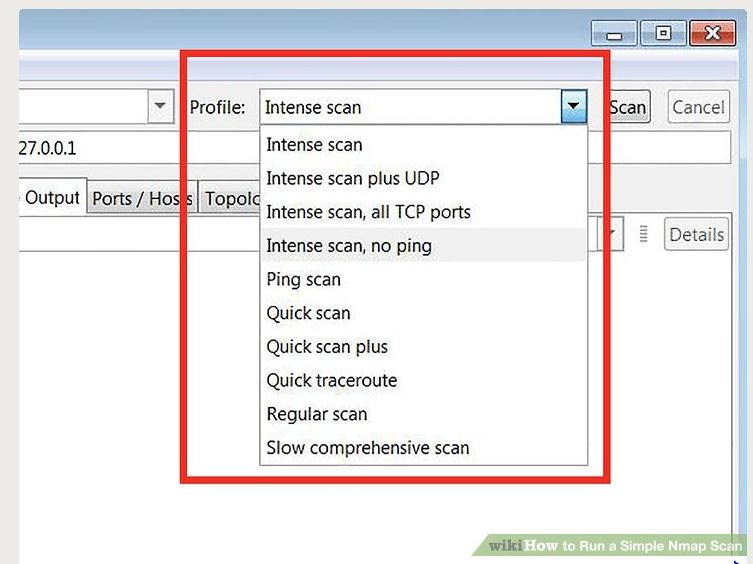 Profile: Intense scan Scan Cancel
27.0.0.1
Intense scan
Output Ports / Hosts Topolo
Intense scan plus UDP
Intense scan, all TCP ports
Details
Intense scan, no ping
Ping scan
Quick scan
Quick scan plus
Quick traceroute
Regular scan
Slow comprehensive scan
wikiHow to Run a Simple Nmap Scan